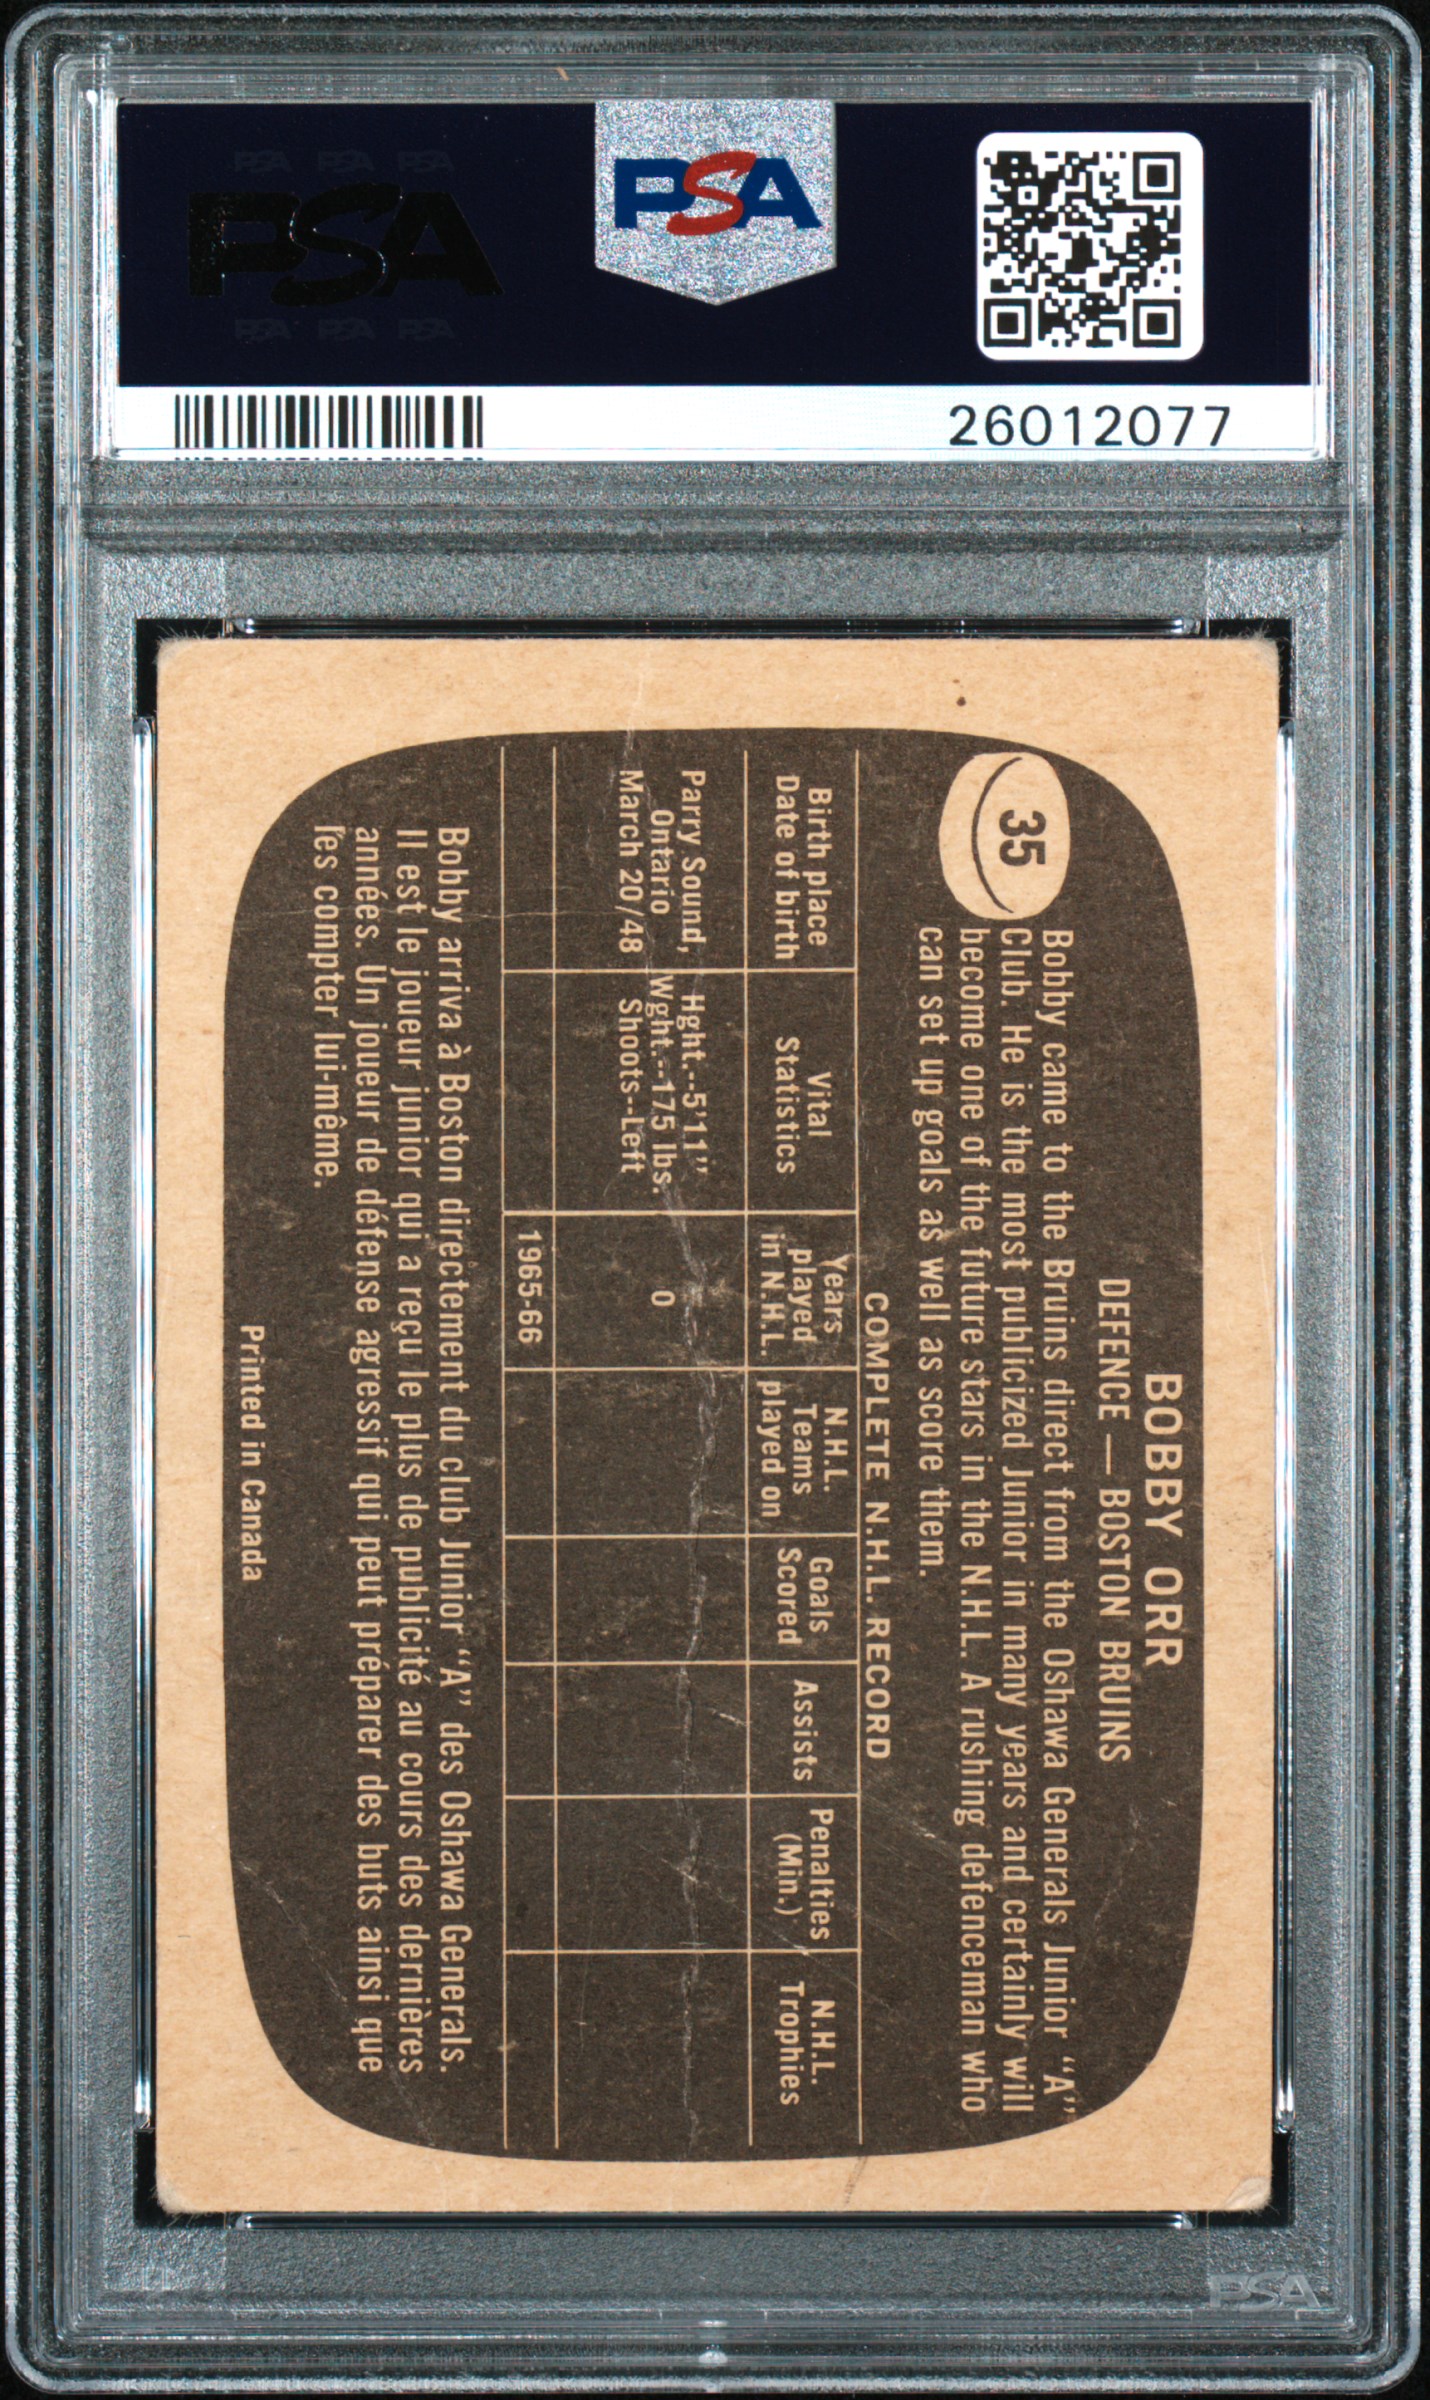 PSA PSA PSA
PSA
PSA PSA PSA
PSA
26012077
35
BOBBY ORR
DEFENCE — BOSTON BRUINS
Bobby came to the Bruins direct from the Oshawa Generals Junior "A"
Club. He is the most publicized Junior in many years and certainly will
become one of the future stars in the N.H.L. A rushing defenceman who
can set up goals as well as score them.
COMPLETE N.H.L. RECORD
Birth place
Date of birth
Vital
Statistics
Years
played
in N.H.L.
N.H.L.
Teams
played on
Goals
Scored
Assists
Penalties
(Min.)
N.H.L.
Trophies
Parry Sound,
Ontario
March 20/48
Hght.--5'11"
Wght.--175 lbs.
Shoots--Left
0
1965-66
Bobby arriva à Boston directement du club Junior "A" des Oshawa Generals.
Il est le joueur junior qui a reçu le plus de publicité au cours des dernières
années. Un joueur de défense agressif qui peut préparer des buts ainsi que
les compter lui-même.
Printed in Canada
PSA